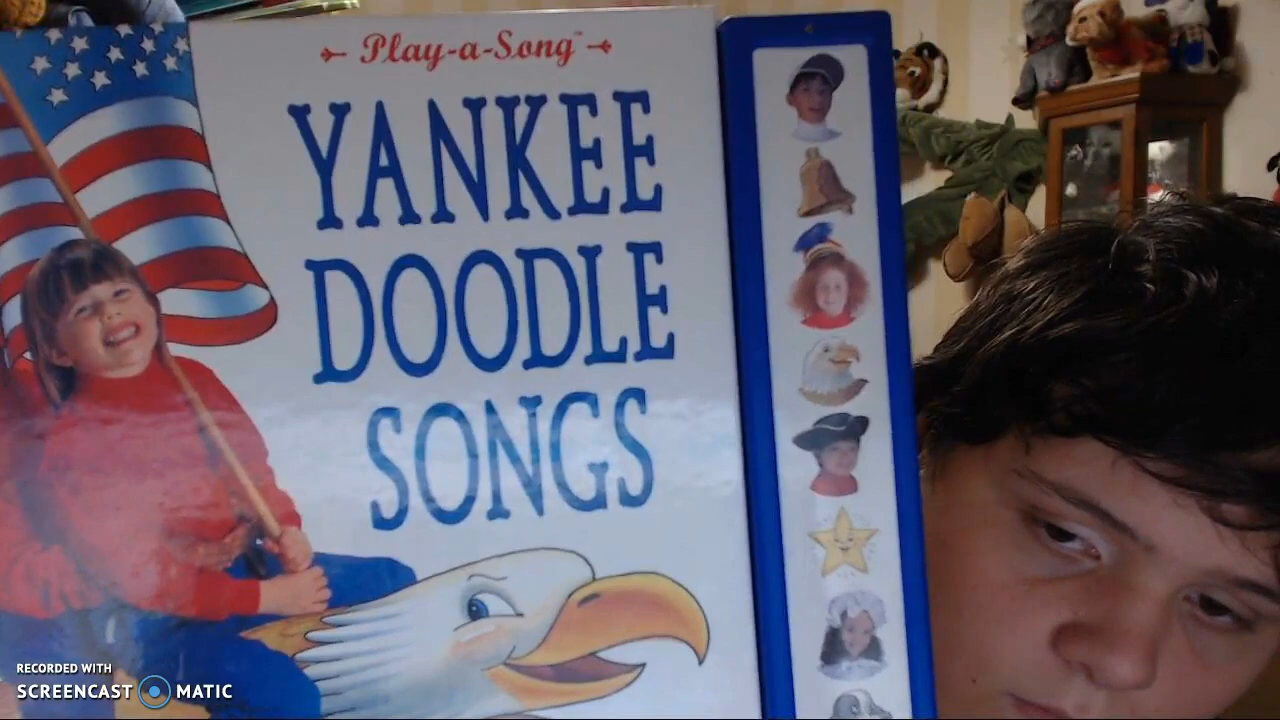 Play-a-Song™
YANKEE
DOODLE
SONGS
RECORDED WITH
SCREENCAST MATIC